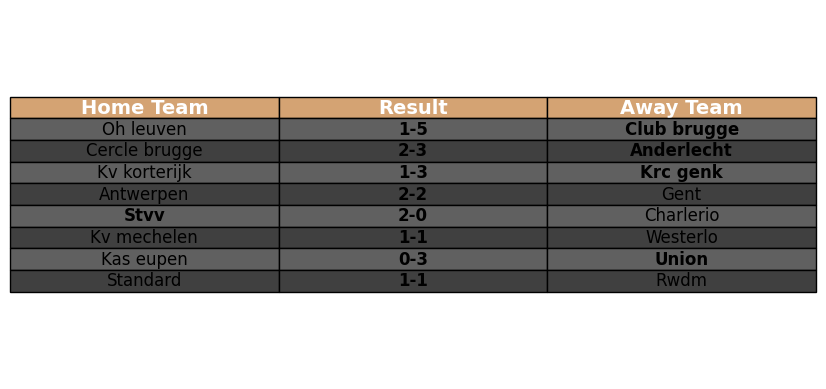 Home Team Result Away Team
Oh leuven 1-5 Club brugge
Cercle brugge 2-3 Anderlecht
Kv korterijk 1-3 Krc genk
Antwerpen 2-2 Gent
Stvv 2-0 Charlerio
Kv mechelen 1-1 Westerlo
Kas eupen 0-3 Union
Standard 1-1 Rwdm